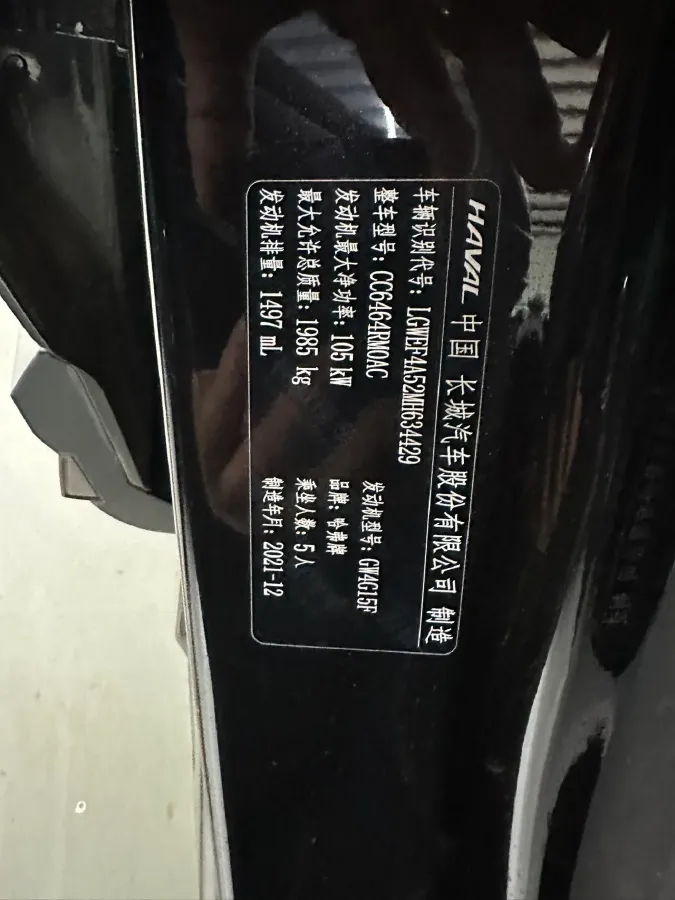 HAVAL 中国 长城汽车股份有限公司 制造
车辆识别代号: LGWEF4A52MH634429
整车型号: CC6464RM0AC
发动机型号: GW4G15F
发动机最大净功率: 105 kW
品牌: 哈弗牌
最大允许总质量: 1985 kg
乘坐人数: 5人
发动机排量: 1497 mL
制造年月: 2021-12